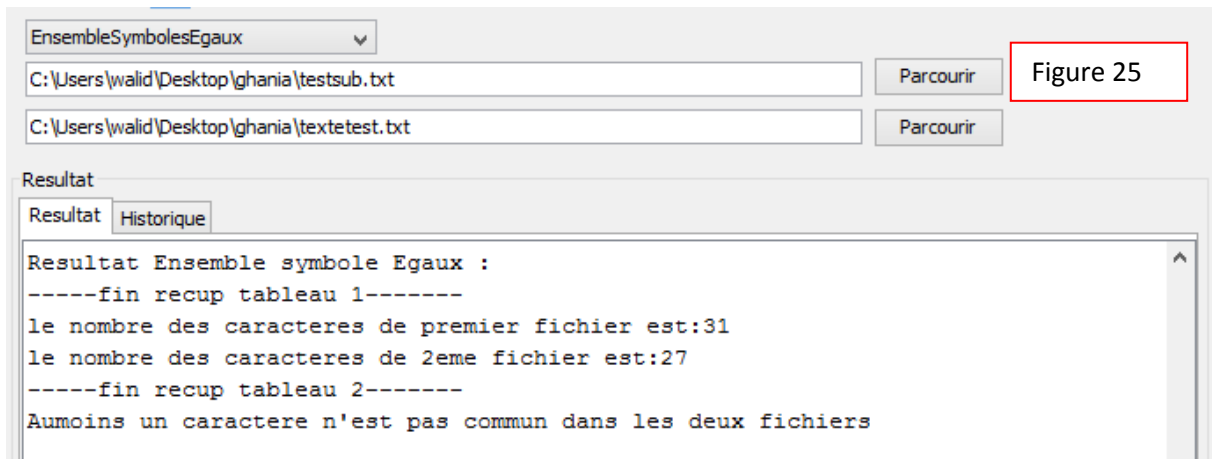 EnsembleSymbolesEgaux
C:\Users\walid\Desktop\ghania\testsub.txt
Parcourir
Figure 25
C:\Users\walid\Desktop\ghania\textetest.txt
Parcourir
Resultat
Resultat
Historique
Resultat Ensemble symbole Egaux :
-----fin recup tableau 1-------
le nombre des caracteres de premier fichier est:31
le nombre des caracteres de 2eme fichier est:27
-----fin recup tableau 2-------
Aumoins un caractere n'est pas commun dans les deux fichiers